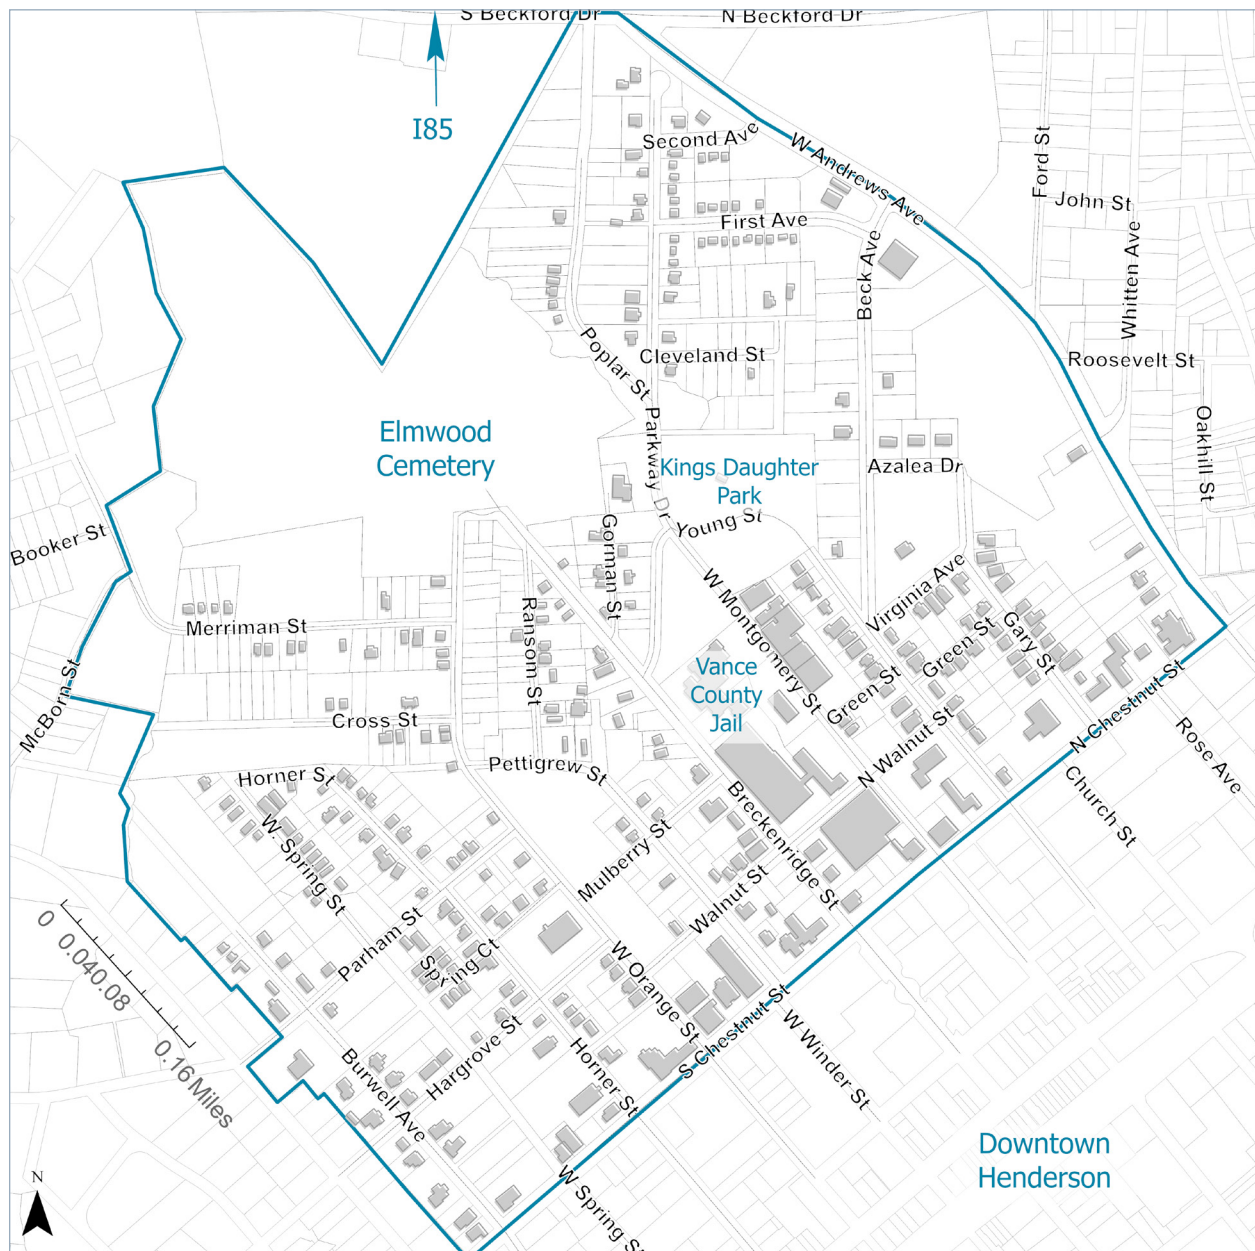 S Beckford Dr
N Beckford Dr
I85
Second Ave
W Andrews Ave
Ford St
John St
First Ave
Whitten Ave
Beck Ave
Poplar St
Cleveland St
Roosevelt St
Oakhill St
Elmwood
Cemetery
Parkway Dr
Kings Daughter
Park
Azalea Dr
Young St
Booker St
Gorman St
Virginia Ave
W Montgomery St
Ransom St
Merriman St
Green St
Gary St
McBorn St
Vance
County
Jail
Green St
N Walnut St
N Chestnut St
Rose Ave
Cross St
Pettigrew St
Horner St
Church St
Breckenridge St
Mulberry St
W. Spring St
Walnut St
Parham St
Spring Ct
W Orange St
S Chestnut St
W Winder St
0
0.04
0.08
0.16 Miles
Hargrove St
Horner St
Burwell Ave
Downtown
Henderson
N
W Spring St